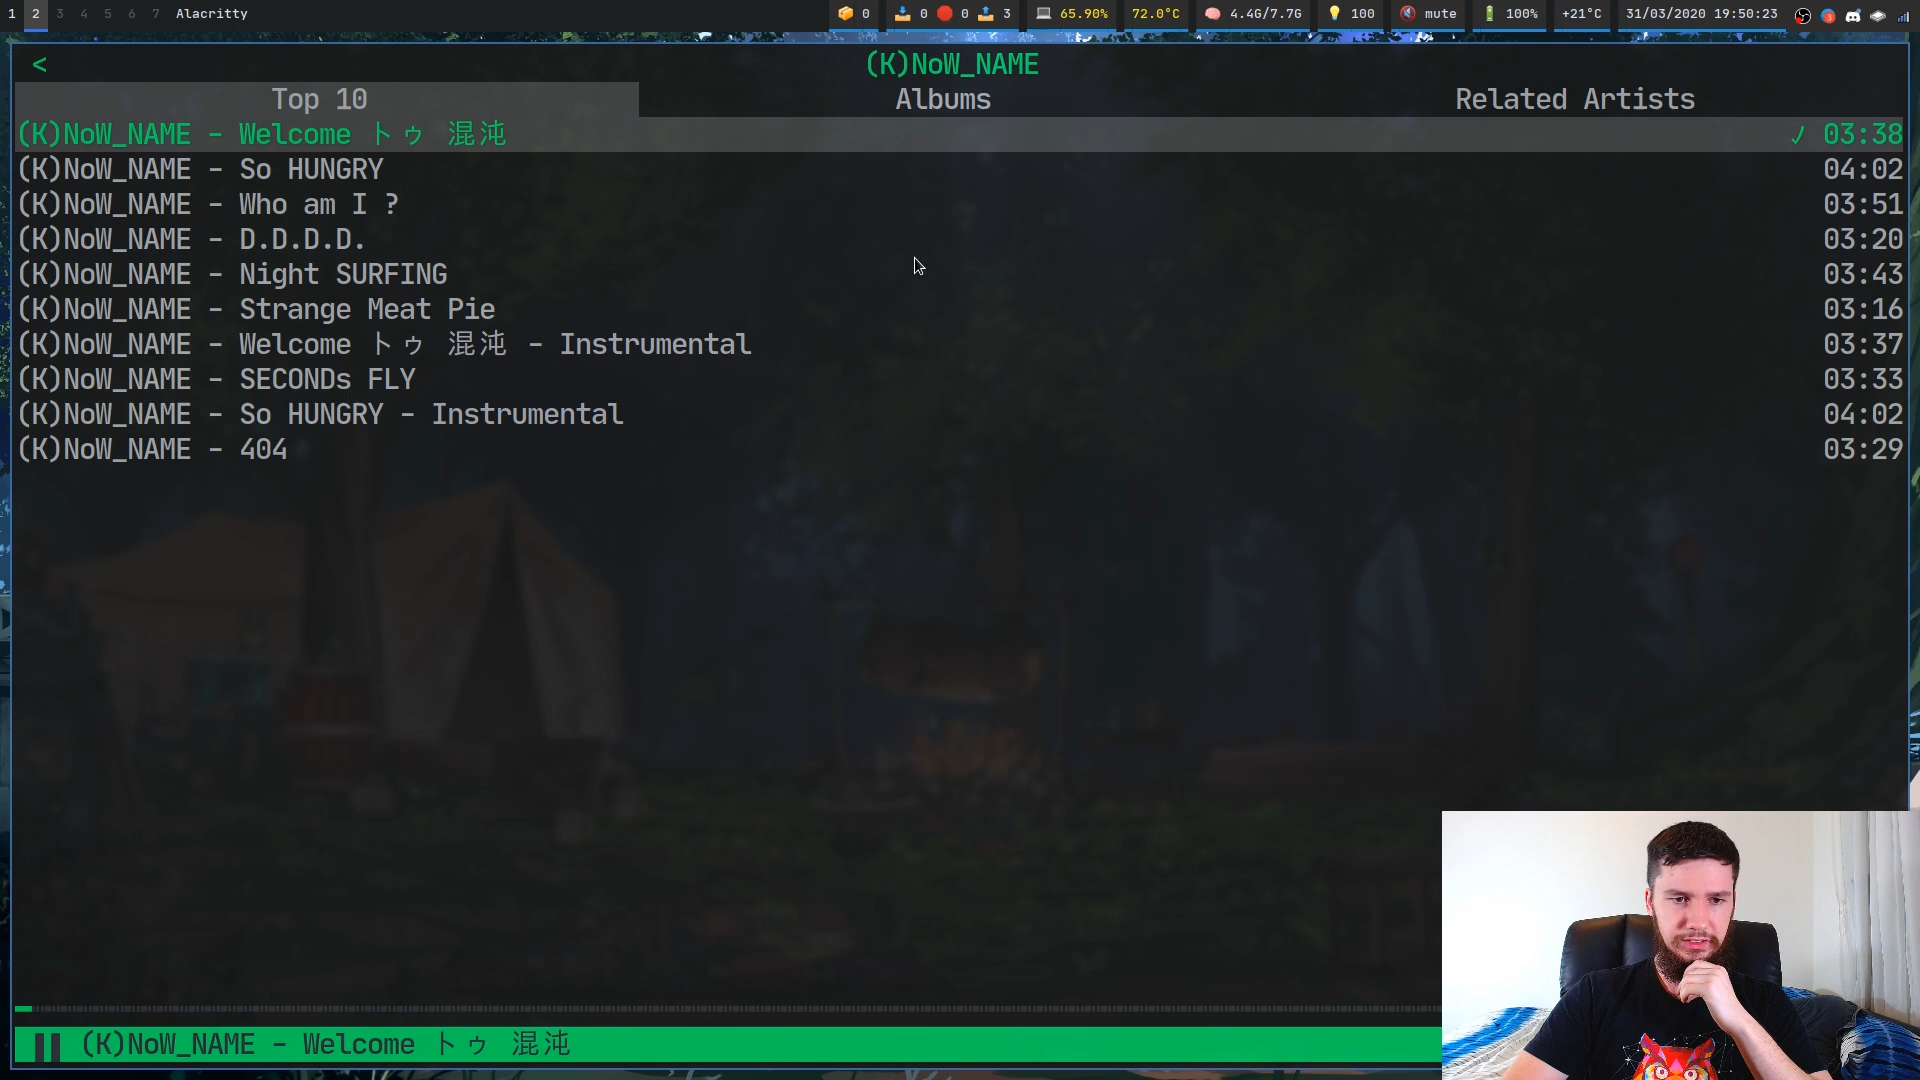 1 2 3 4 5 6 7 Alacritty 0 0 0 3 65.90% 72.0°C 4.4G/7.7G 100 mute 100% +21°C 31/03/2020 19:50:23
< (K)NoW_NAME
Top 10 Albums Related Artists
(K)NoW_NAME - Welcome トゥ 混沌 ✓ 03:38
(K)NoW_NAME - So HUNGRY 04:02
(K)NoW_NAME - Who am I ? 03:51
(K)NoW_NAME - D.D.D.D. 03:20
(K)NoW_NAME - Night SURFING 03:43
(K)NoW_NAME - Strange Meat Pie 03:16
(K)NoW_NAME - Welcome トゥ 混沌 - Instrumental 03:37
(K)NoW_NAME - SECONDs FLY 03:33
(K)NoW_NAME - So HUNGRY - Instrumental 04:02
(K)NoW_NAME - 404 03:29
(K)NoW_NAME - Welcome トゥ 混沌